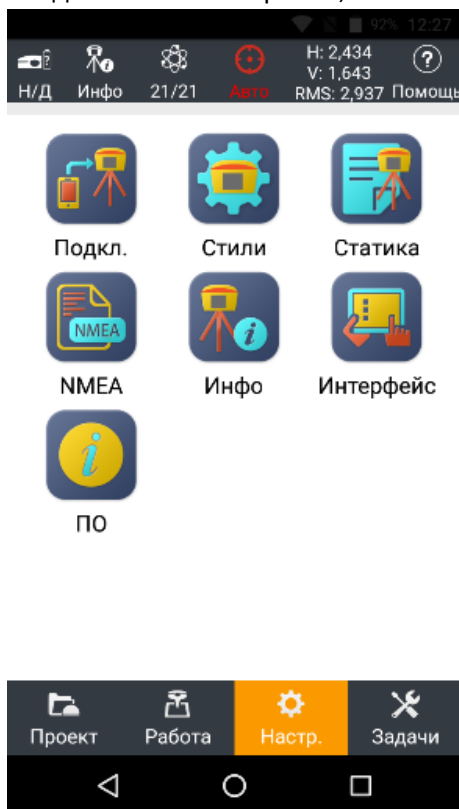 92% 12:27
H: 2,434
V: 1,643
Н/Д Инфо 21/21 Авто RMS: 2,937 Помощь
Подкл. Стили Статика
NMEA
NMEA Инфо Интерфейс
ПО
Проект Работа Настр. Задачи